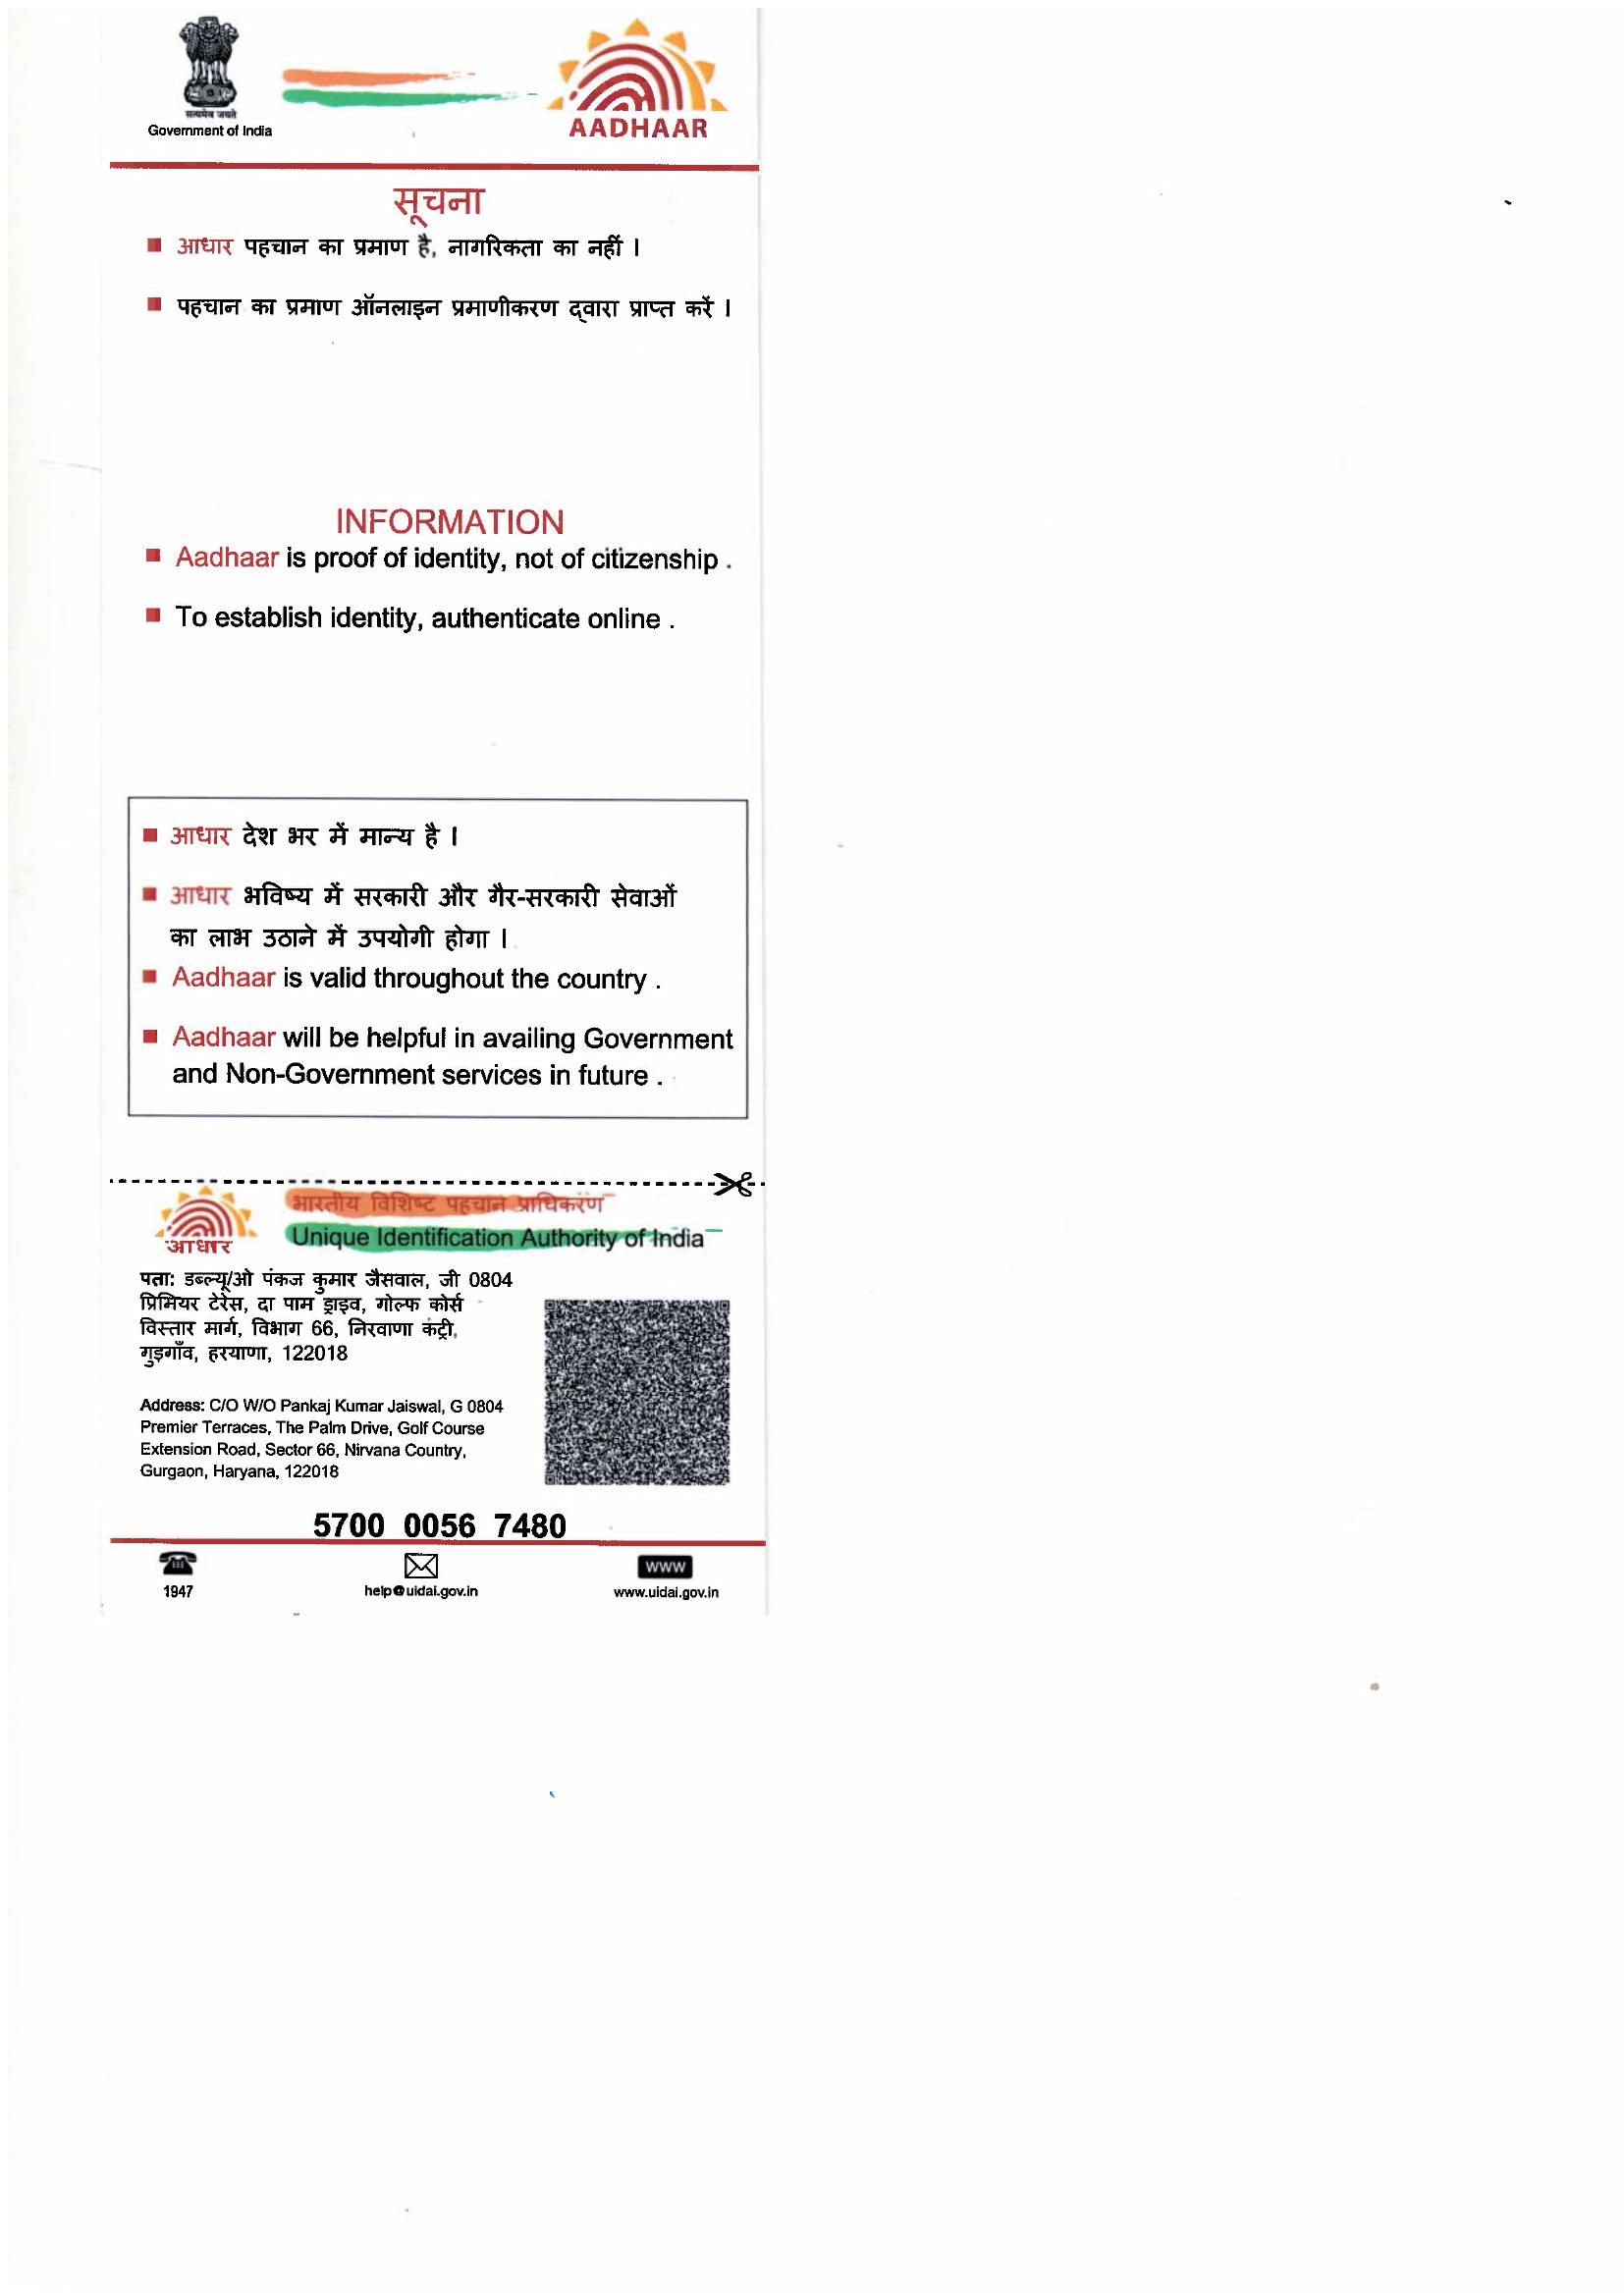 सत्यमेव जयते
Government of India
AADHAAR
सूचना
आधार पहचान का प्रमाण है, नागरिकता का नहीं ।
पहचान का प्रमाण ऑनलाइन प्रमाणीकरण द्वारा प्राप्त करें ।
INFORMATION
Aadhaar is proof of identity, not of citizenship .
To establish identity, authenticate online .
आधार देश भर में मान्य है ।
आधार भविष्य में सरकारी और गैर-सरकारी सेवाओं
का लाभ उठाने में उपयोगी होगा ।
Aadhaar is valid throughout the country .
Aadhaar will be helpful in availing Government
and Non-Government services in future .
भारतीय विशिष्ट पहचान प्राधिकरण
Unique Identification Authority of India
आधार
पता: डब्ल्यू/ओ पंकज कुमार जैसवाल, जी 0804
प्रिमियर टेरेस, दा पाम ड्राइव, गोल्फ कोर्स
विस्तार मार्ग, विभाग 66, निरवाणा कंट्री,
गुड़गाँव, हरयाणा, 122018
Address: C/O W/O Pankaj Kumar Jaiswal, G 0804
Premier Terraces, The Palm Drive, Golf Course
Extension Road, Sector 66, Nirvana Country,
Gurgaon, Haryana, 122018
5700 0056 7480
WWW
1947
help@uidai.gov.in
www.uidai.gov.in